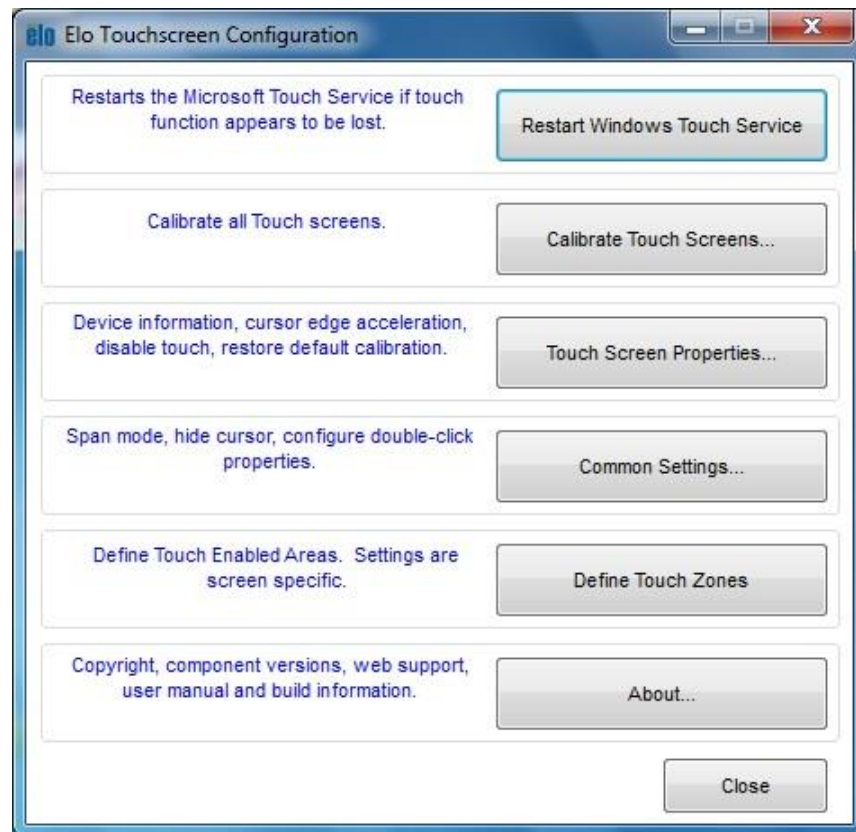 elo Elo Touchscreen Configuration
Restarts the Microsoft Touch Service if touch
function appears to be lost.
Restart Windows Touch Service
Calibrate all Touch screens.
Calibrate Touch Screens...
Device information, cursor edge acceleration,
disable touch, restore default calibration.
Touch Screen Properties...
Span mode, hide cursor, configure double-click
properties.
Common Settings...
Define Touch Enabled Areas.  Settings are
screen specific.
Define Touch Zones
Copyright, component versions, web support,
user manual and build information.
About...
Close